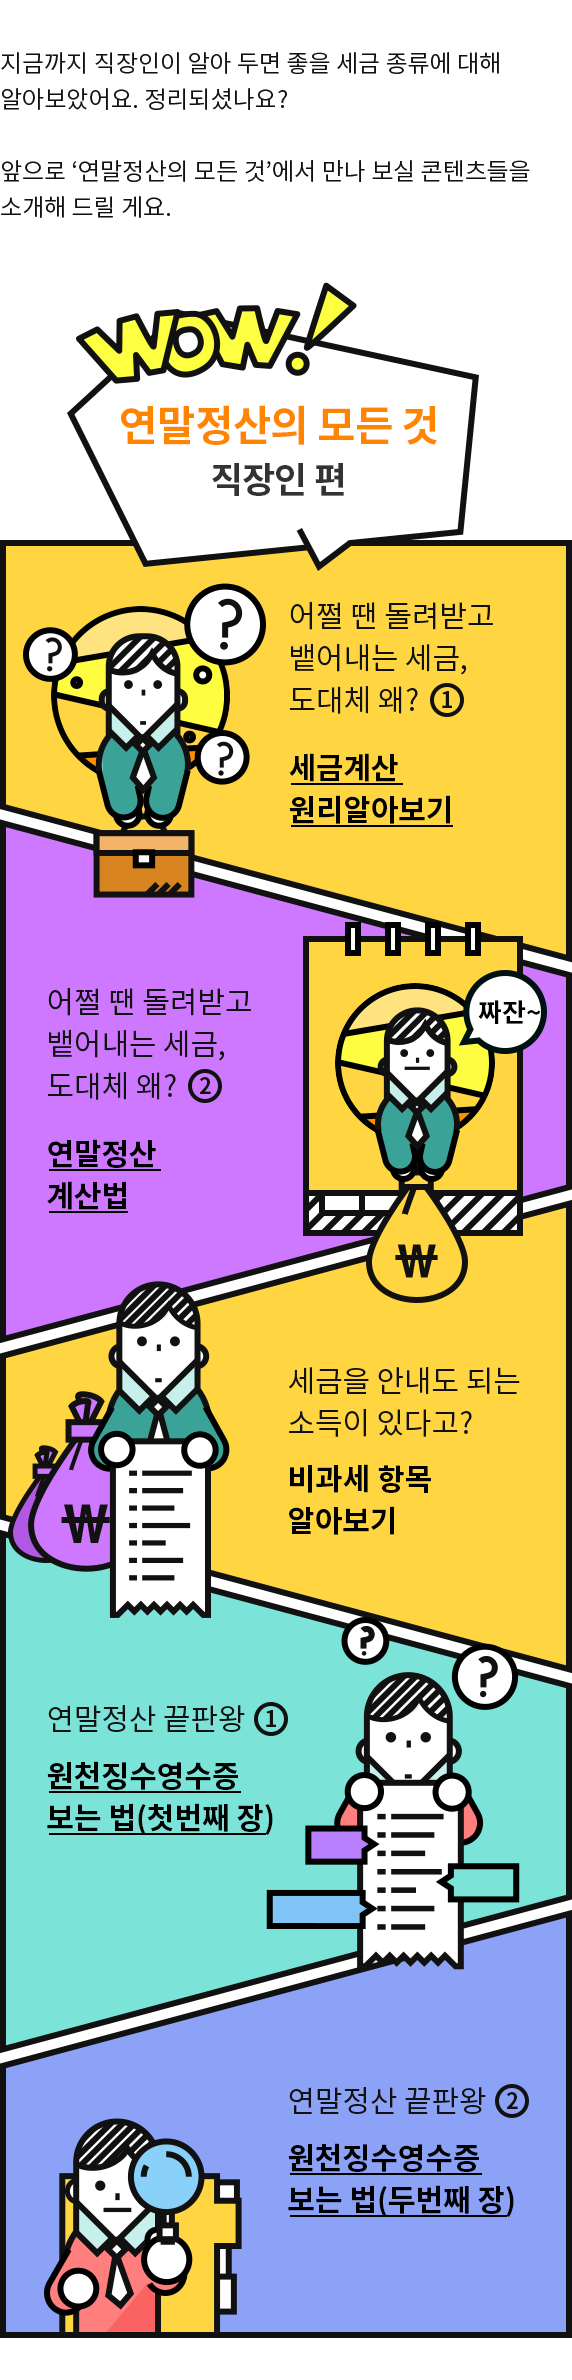 지금까지 직장인이 알아 두면 좋을 세금 종류에 대해
알아보았어요. 정리되셨나요?
앞으로 ‘연말정산의 모든 것’에서 만나 보실 콘텐츠들을
소개해 드릴 게요.
WOW!
연말정산의 모든 것
직장인 편
?
?
?
어쩔 땐 돌려받고
뱉어내는 세금,
도대체 왜? ①
세금계산
원리알아보기
어쩔 땐 돌려받고
뱉어내는 세금,
도대체 왜? ②
연말정산
계산법
짜잔~
₩
세금을 안내도 되는
소득이 있다고?
비과세 항목
알아보기
₩
?
?
연말정산 끝판왕 ①
원천징수영수증
보는 법(첫번째 장)
연말정산 끝판왕 ②
원천징수영수증
보는 법(두번째 장)